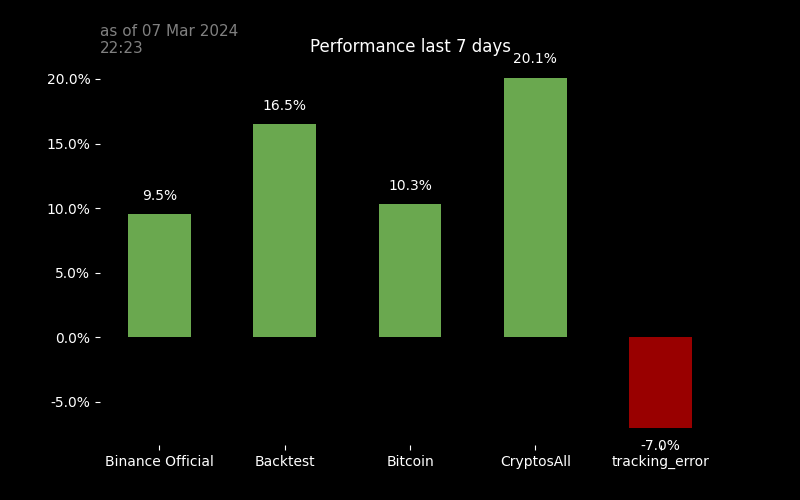 as of 07 Mar 2024
22:23
Performance last 7 days
20.1%
20.0%
16.5%
15.0%
9.5%
10.3%
10.0%
5.0%
0.0%
-5.0%
-7.0%
Binance Official
Backtest
Bitcoin
CryptosAll
tracking_error